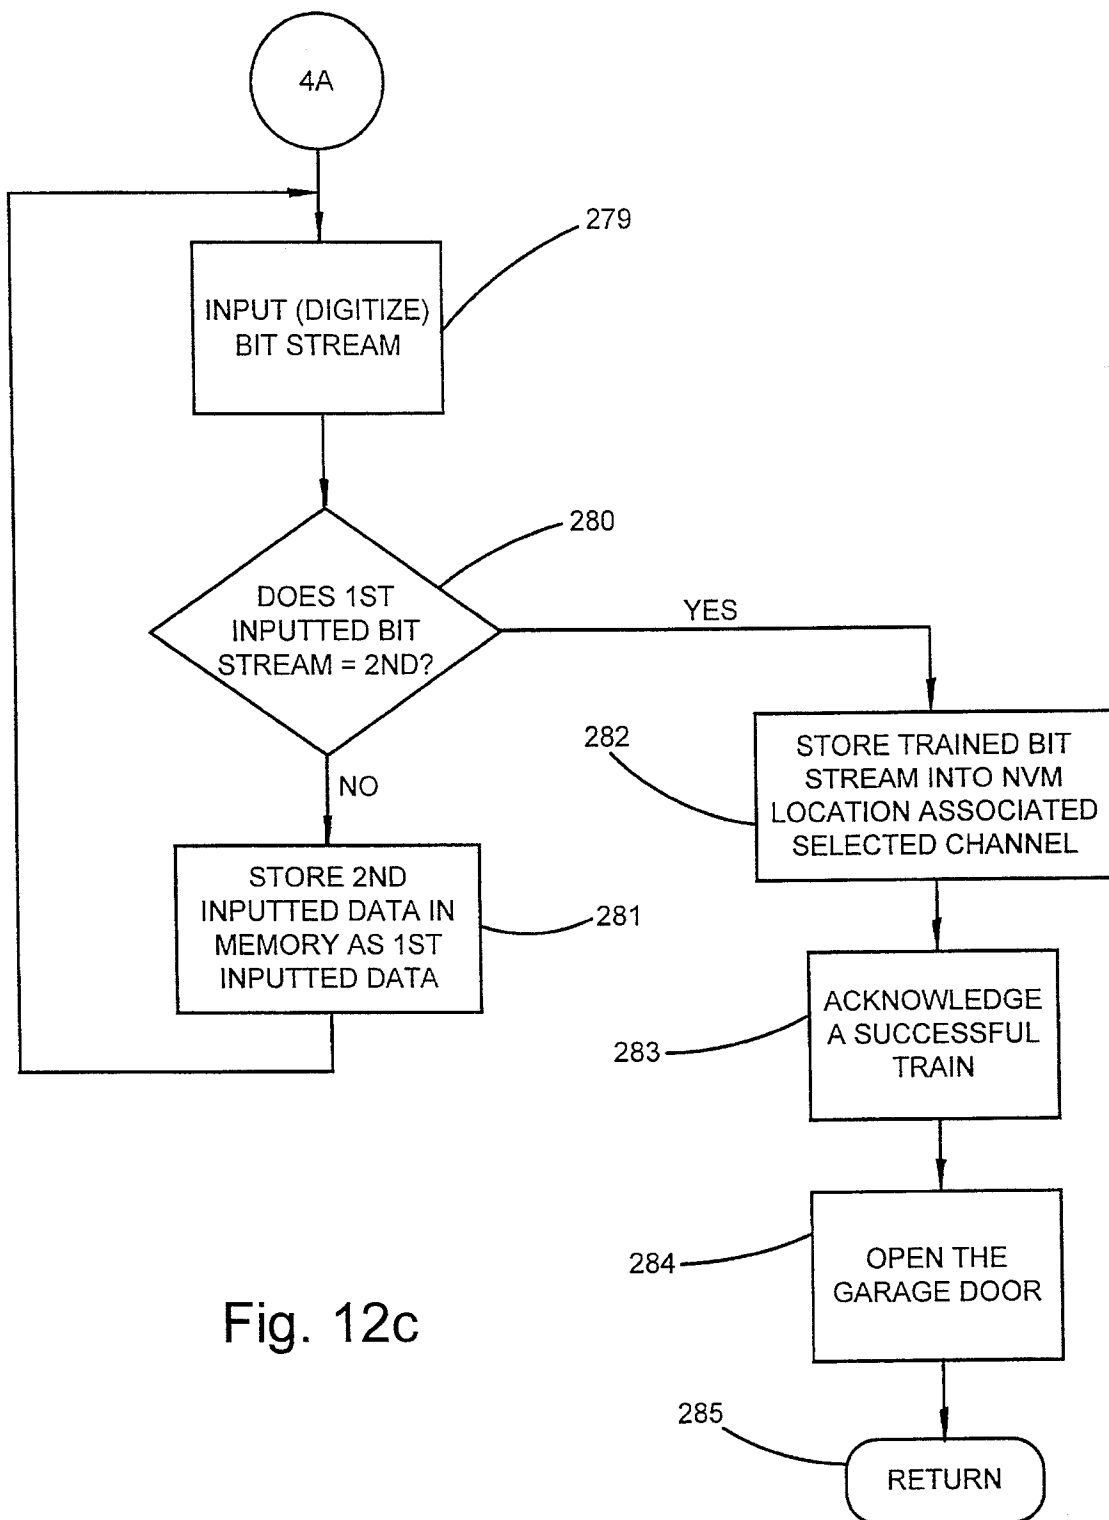 4A
279
INPUT (DIGITIZE)
BIT STREAM
280
DOES 1ST
INPUTTED BIT
STREAM = 2ND?
YES
NO
282
STORE TRAINED BIT
STREAM INTO NVM
LOCATION ASSOCIATED
SELECTED CHANNEL
STORE 2ND
INPUTTED DATA IN
MEMORY AS 1ST
INPUTTED DATA
281
283
ACKNOWLEDGE
A SUCCESSFUL
TRAIN
284
OPEN THE
GARAGE DOOR
285
RETURN
Fig. 12c